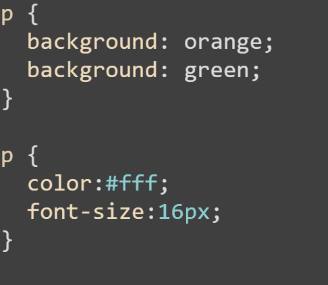 p {
  background: orange;
  background: green;
}

p {
  color:#fff;
  font-size:16px;
}